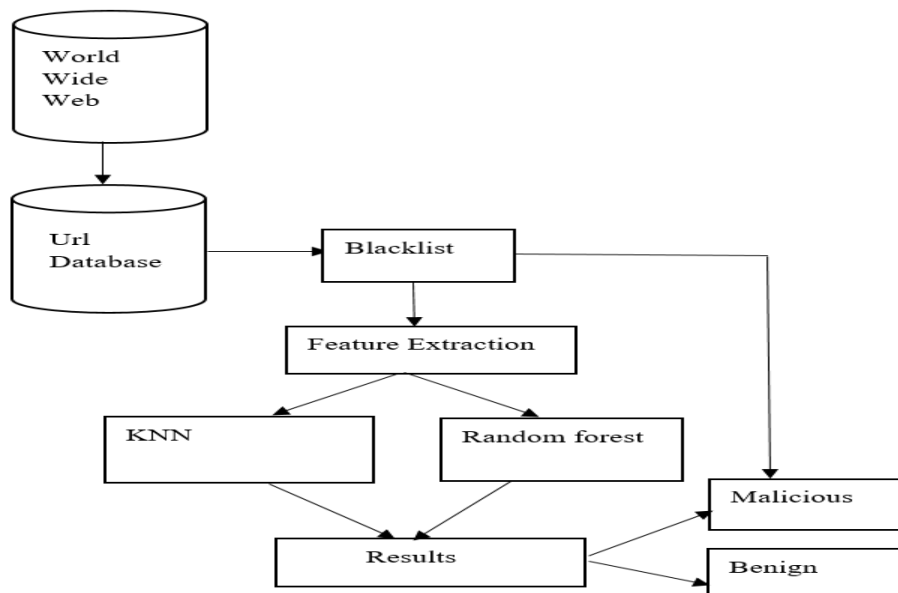 World
Wide
Web
Url
Database
Blacklist
Feature Extraction
KNN
Random forest
Malicious
Results
Benign